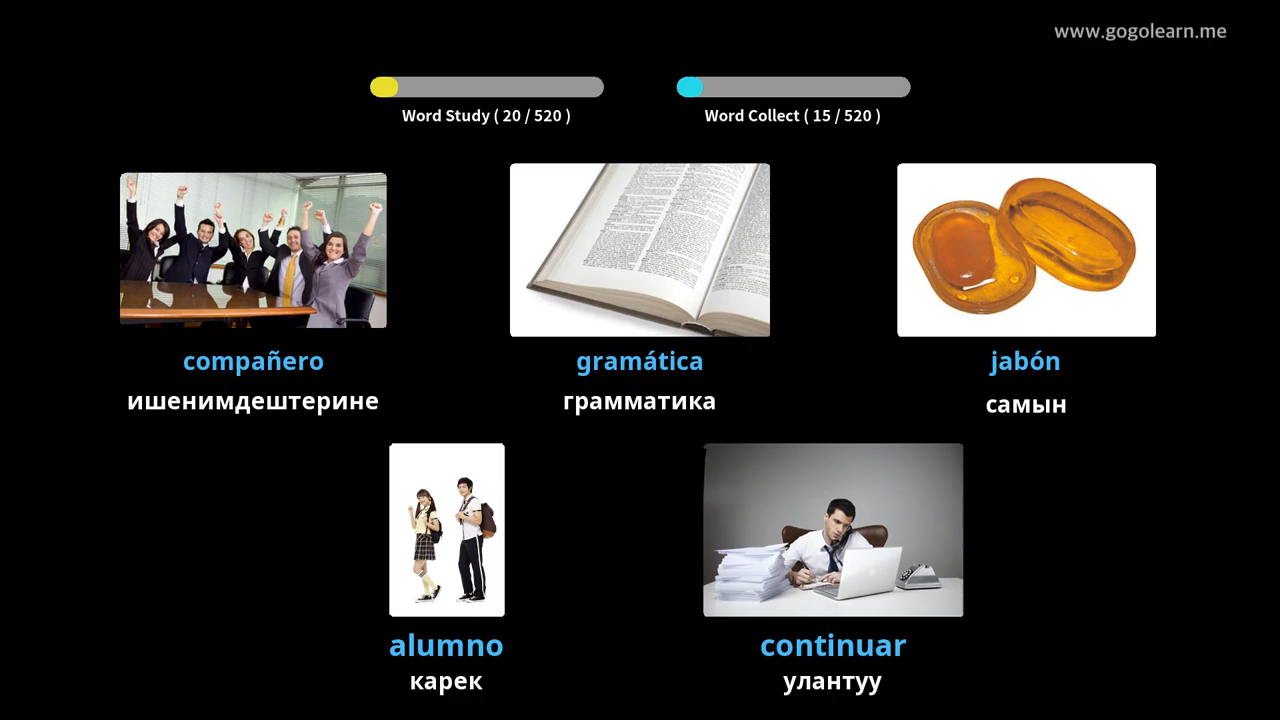 www.gogolearn.me
Word Study ( 20 / 520 )
Word Collect ( 15 / 520 )
compañero
ишенимдештерине
gramática
грамматика
jabón
самын
alumno
карек
continuar
улантуу